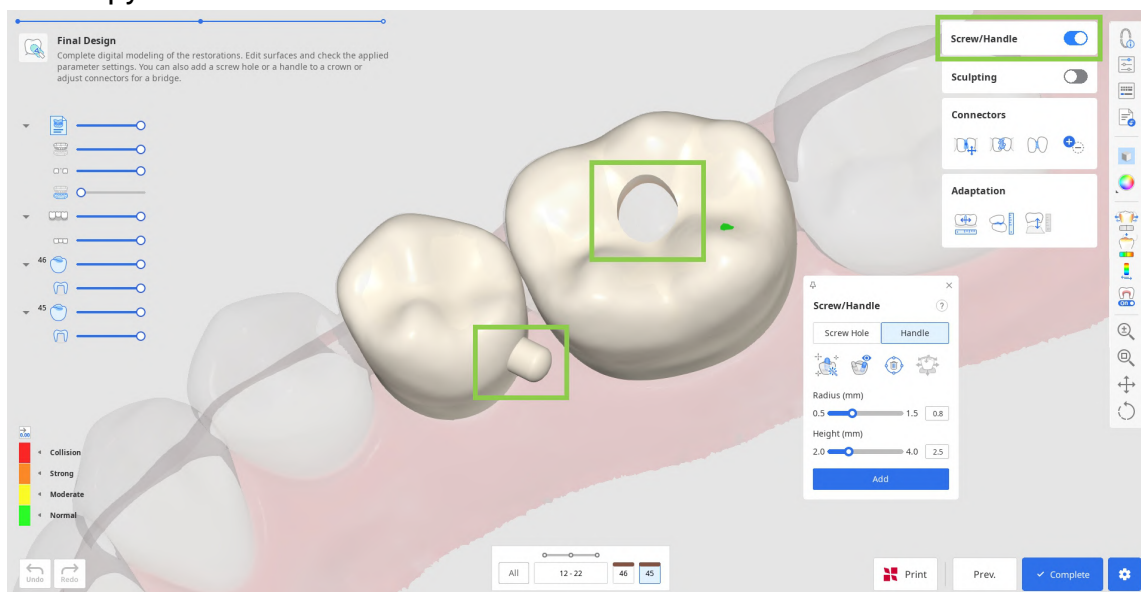 Final Design
Complete digital modeling of the restorations. Edit surfaces and check the applied
parameter settings. You can also add a screw hole or a handle to a crown or
adjust connectors for a bridge.
46
45
0.00
Collision
Strong
Moderate
Normal
Undo
Redo
All
12 - 22
46
45
Screw/Handle
Sculpting
Connectors
Adaptation
Screw/Handle
?
Screw Hole
Handle
Radius (mm)
0.5
1.5
0.8
Height (mm)
2.0
4.0
2.5
Add
On
Print
Prev.
Complete